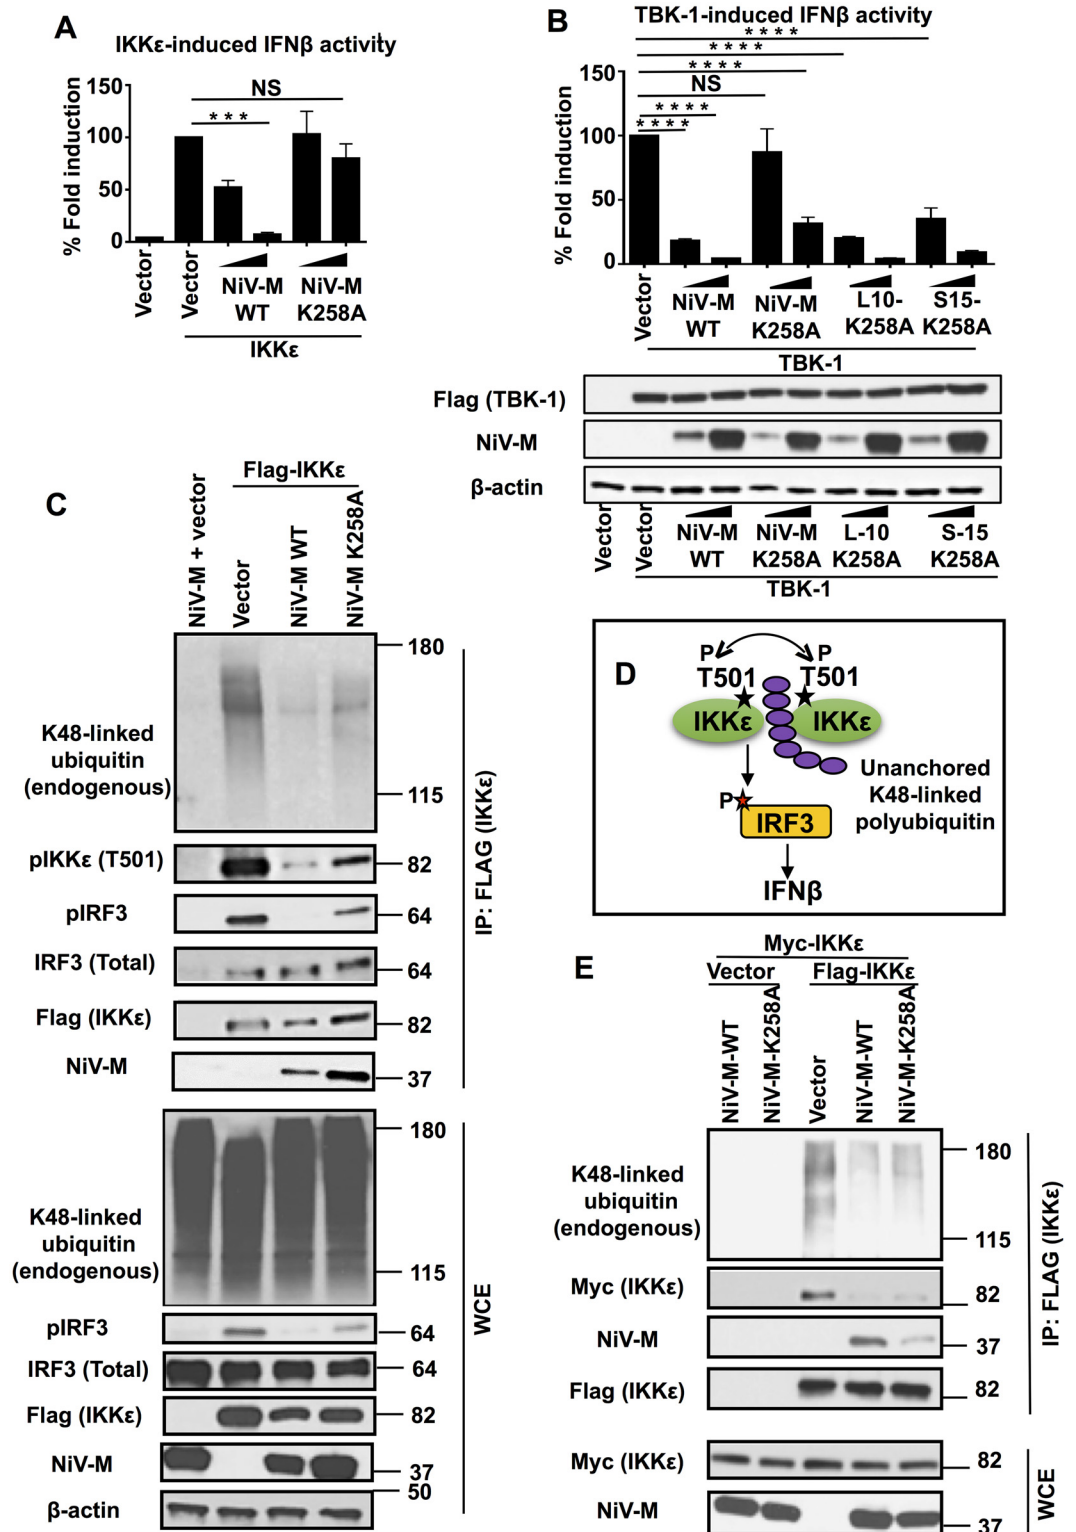 A
IKKε-induced IFNβ activity
% Fold induction
150
100
50
0
NS
* * *
Vector
Vector
NiV-M
WT
NiV-M
K258A
IKKε
B
TBK-1-induced IFNβ activity
% Fold induction
150
100
50
0
* * * *
* * * *
* * * *
NS
* * * *
* * * *
Vector
NiV-M
WT
NiV-M
K258A
L10-
K258A
S15-
K258A
TBK-1
Flag (TBK-1)
NiV-M
β-actin
Vector
Vector
NiV-M
WT
NiV-M
K258A
L-10
K258A
S-15
K258A
TBK-1
C
Flag-IKKε
NiV-M + vector
Vector
NiV-M WT
NiV-M K258A
K48-linked
ubiquitin
(endogenous)
180
115
pIKKε (T501)
82
pIRF3
64
IRF3 (Total)
64
Flag (IKKε)
82
NiV-M
37
IP: FLAG (IKKε)
K48-linked
ubiquitin
(endogenous)
180
115
pIRF3
64
IRF3 (Total)
64
Flag (IKKε)
82
NiV-M
37
50
β-actin
WCE
D
P
P
T501
T501
IKKε
IKKε
Unanchored
K48-linked
polyubiquitin
P
IRF3
IFNβ
E
Myc-IKKε
Vector
Flag-IKKε
NiV-M-WT
NiV-M-K258A
Vector
NiV-M-WT
NiV-M-K258A
K48-linked
ubiquitin
(endogenous)
180
115
Myc (IKKε)
82
NiV-M
37
Flag (IKKε)
82
IP: FLAG (IKKε)
Myc (IKKε)
82
NiV-M
37
WCE